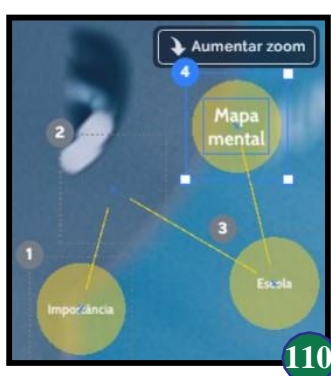 Aumentar zoom
4
Mapa
mental
2
3
1
Escola
Importância
110